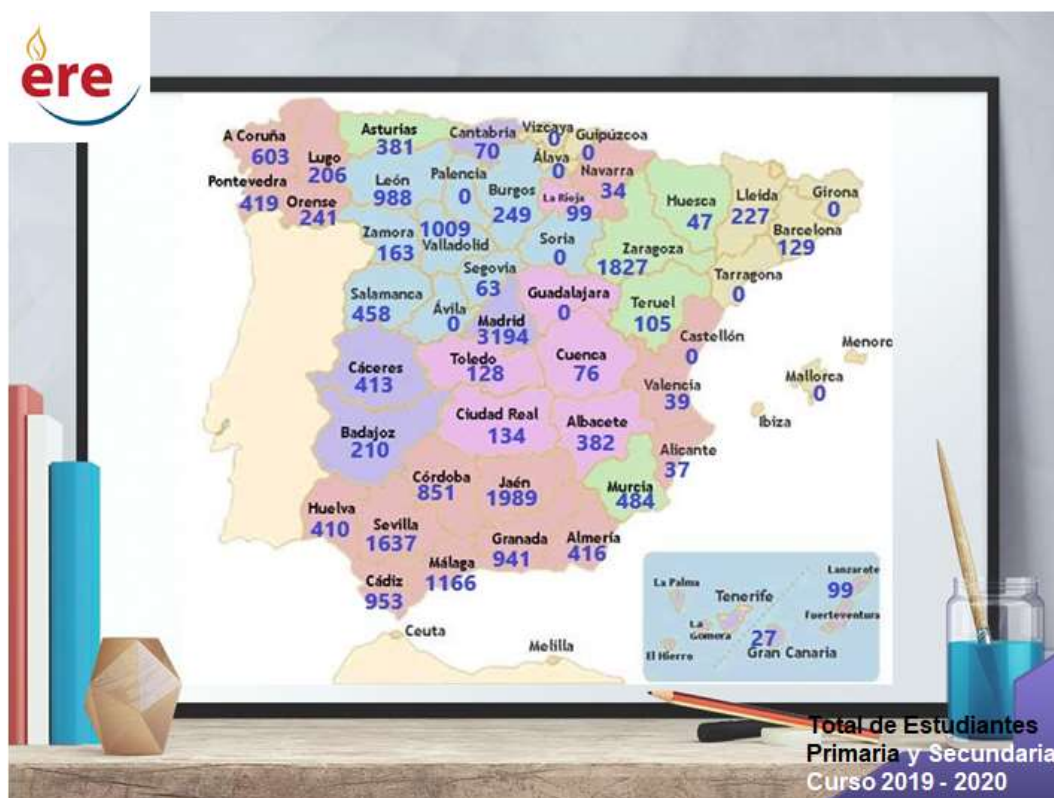 ere
A Coruña
603
Lugo
206
Pontevedra
419
Orense
241
Asturias
381
Cantabria
70
Vizcaya
0
Guipúzcoa
0
Álava
0
Navarra
34
León
988
Palencia
0
Burgos
249
La Rioja
99
Huesca
47
Lleida
227
Girona
0
Barcelona
129
Tarragona
0
Zamora
163
1009
Valladolid
Soria
0
Zaragoza
1827
Segovia
63
Salamanca
458
Ávila
0
Madrid
3194
Guadalajara
0
Teruel
105
Castellón
0
Menorc
Mallorca
0
Ibiza
Cáceres
413
Toledo
128
Cuenca
76
Valencia
39
Badajoz
210
Ciudad Real
134
Albacete
382
Alicante
37
Murcia
484
Huelva
410
Córdoba
851
Jaén
1989
Sevilla
1637
Granada
941
Almería
416
Málaga
1166
Cádiz
953
Ceuta
Melilla
La Palma
Tenerife
Lanzarote
99
Fuerteventura
La
Gomera
27
Gran Canaria
El Hierro
Total de Estudiantes
Primaria y Secundaria
Curso 2019 - 2020